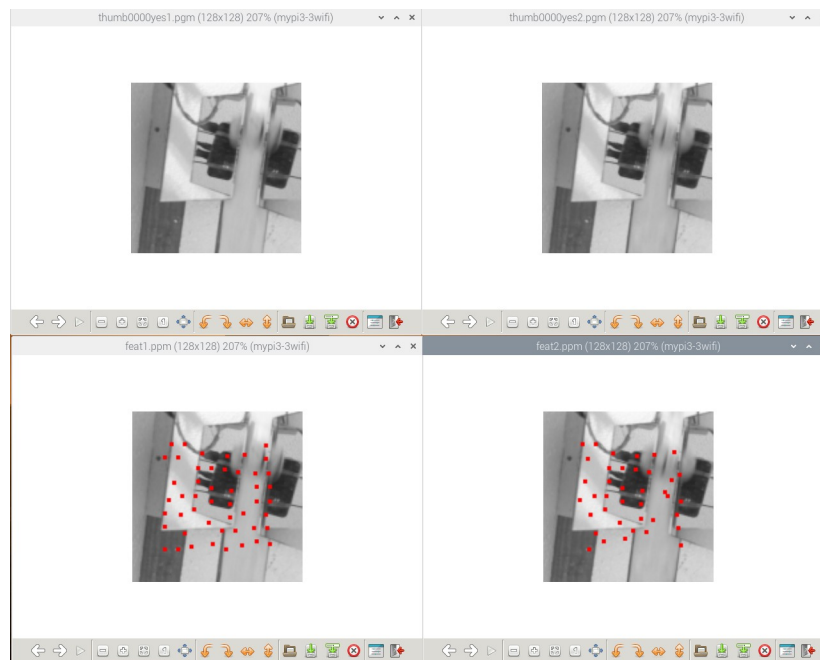 thumb0000yes1.pgm (128x128) 207% (mypi3-3wifi)
thumb0000yes2.pgm (128x128) 207% (mypi3-3wifi)
feat1.ppm (128x128) 207% (mypi3-3wifi)
feat2.ppm (128x128) 207% (mypi3-3wifi)